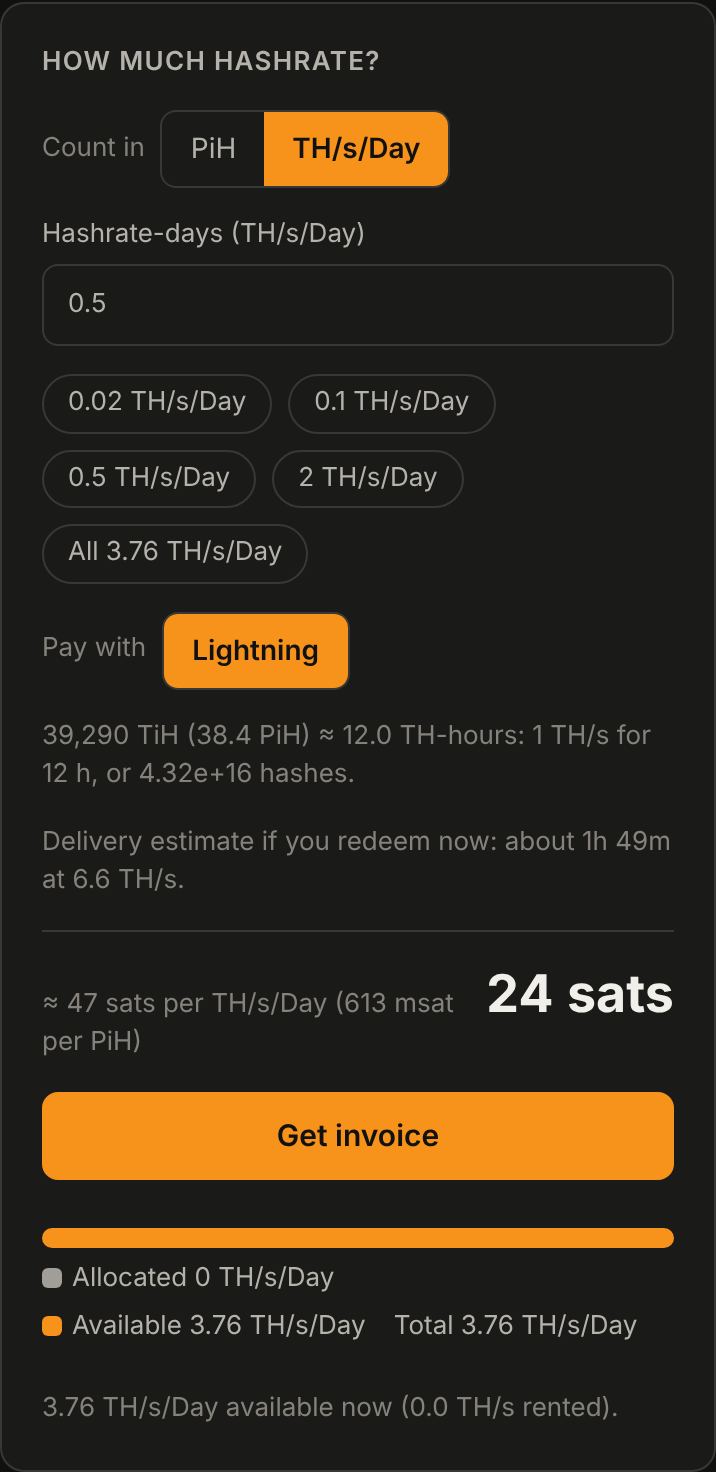 HOW MUCH HASHRATE?
Count in PiH TH/s/Day
Hashrate-days (TH/s/Day)
0.5
0.02 TH/s/Day 0.1 TH/s/Day
0.5 TH/s/Day 2 TH/s/Day
All 3.76 TH/s/Day
Pay with Lightning
39,290 TiH (38.4 PiH) ≈ 12.0 TH-hours: 1 TH/s for
12 h, or 4.32e+16 hashes.
Delivery estimate if you redeem now: about 1h 49m
at 6.6 TH/s.
≈ 47 sats per TH/s/Day (613 msat
per PiH)
24 sats
Get invoice
Allocated 0 TH/s/Day
Available 3.76 TH/s/Day Total 3.76 TH/s/Day
3.76 TH/s/Day available now (0.0 TH/s rented).